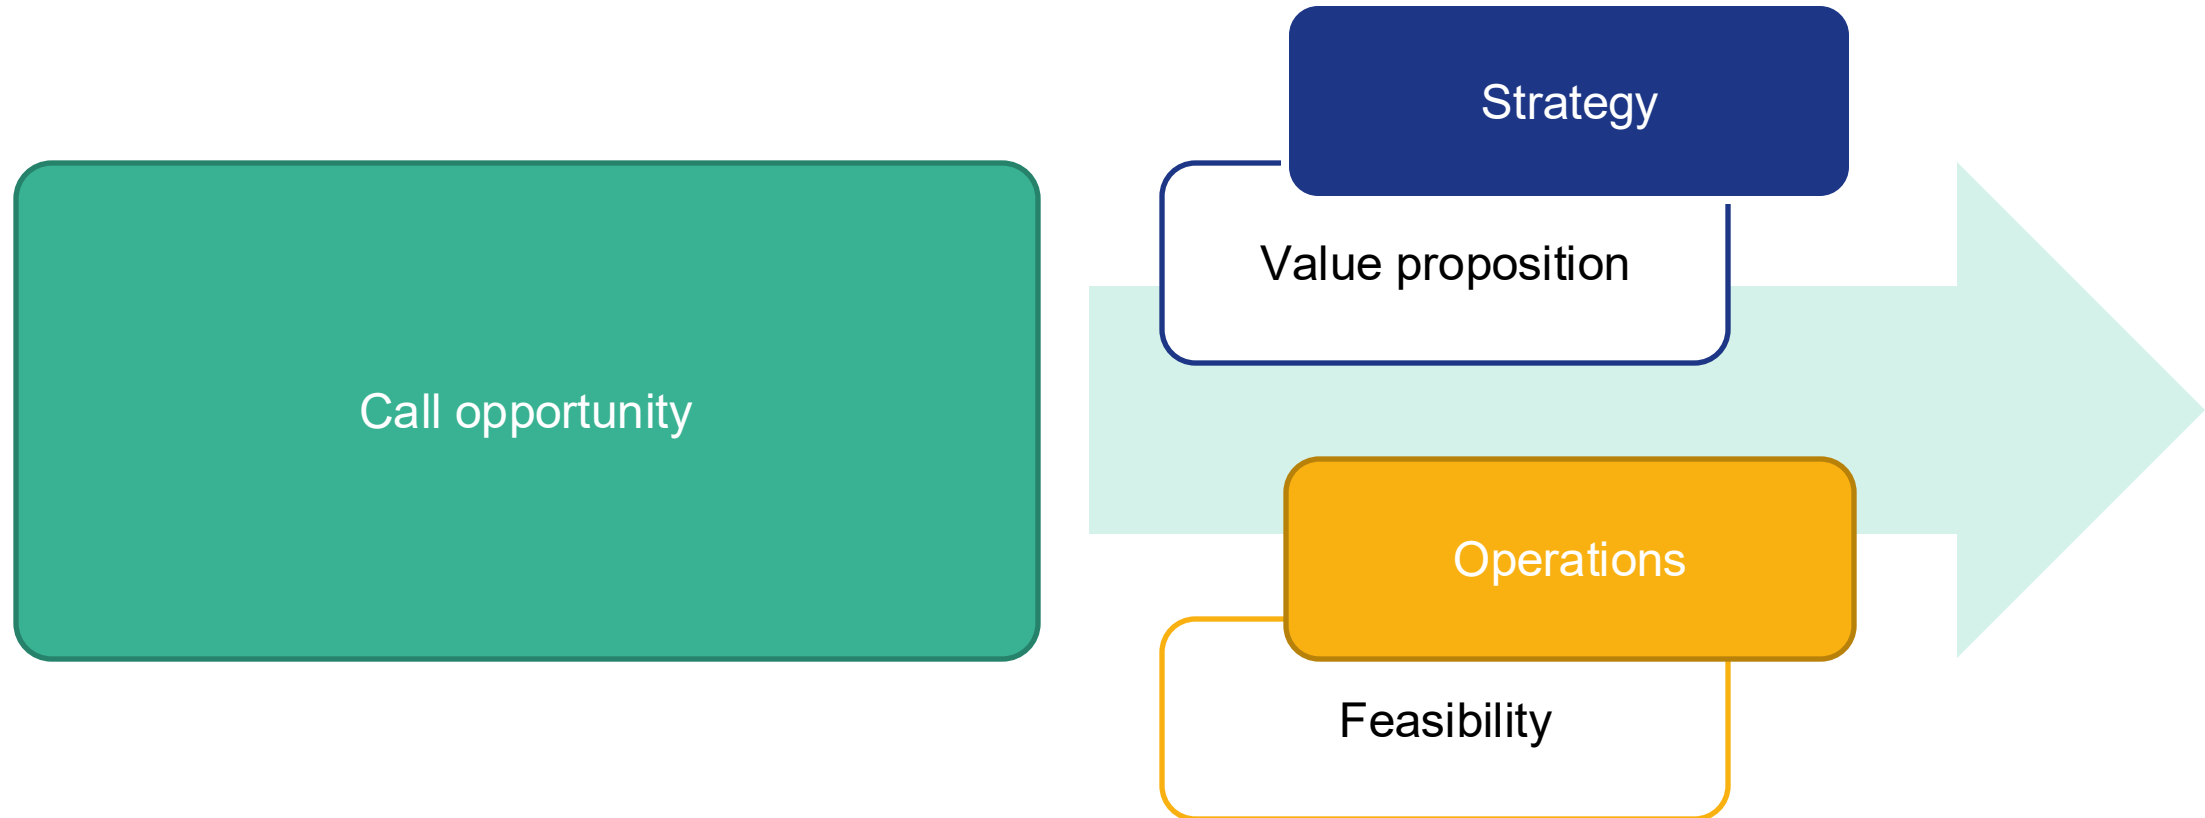 Call opportunity
Strategy
Value proposition
Operations
Feasibility